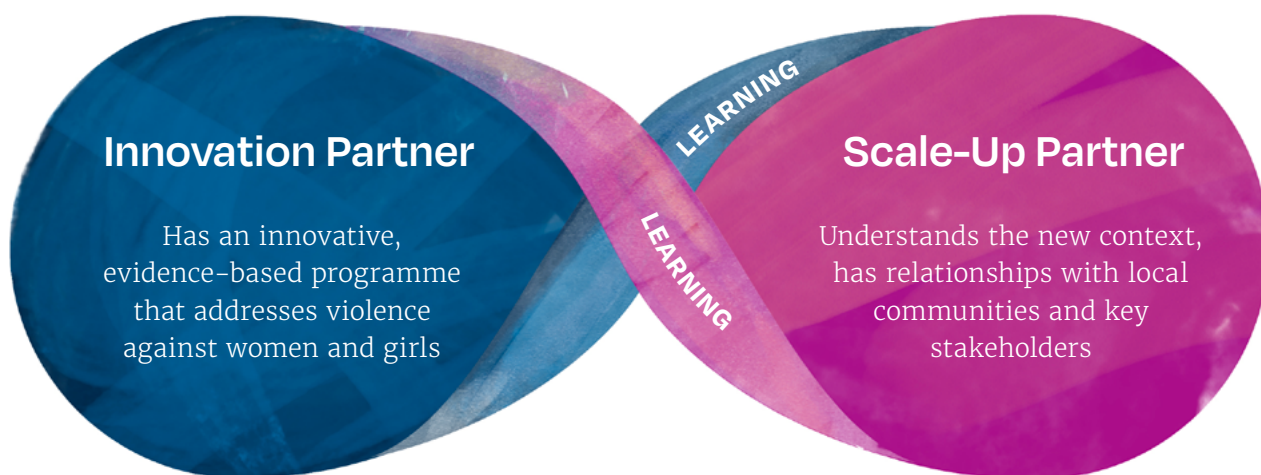 Innovation Partner
Has an innovative,
evidence-based programme
that addresses violence
against women and girls
LEARNING
LEARNING
Scale-Up Partner
Understands the new context,
has relationships with local
communities and key
stakeholders